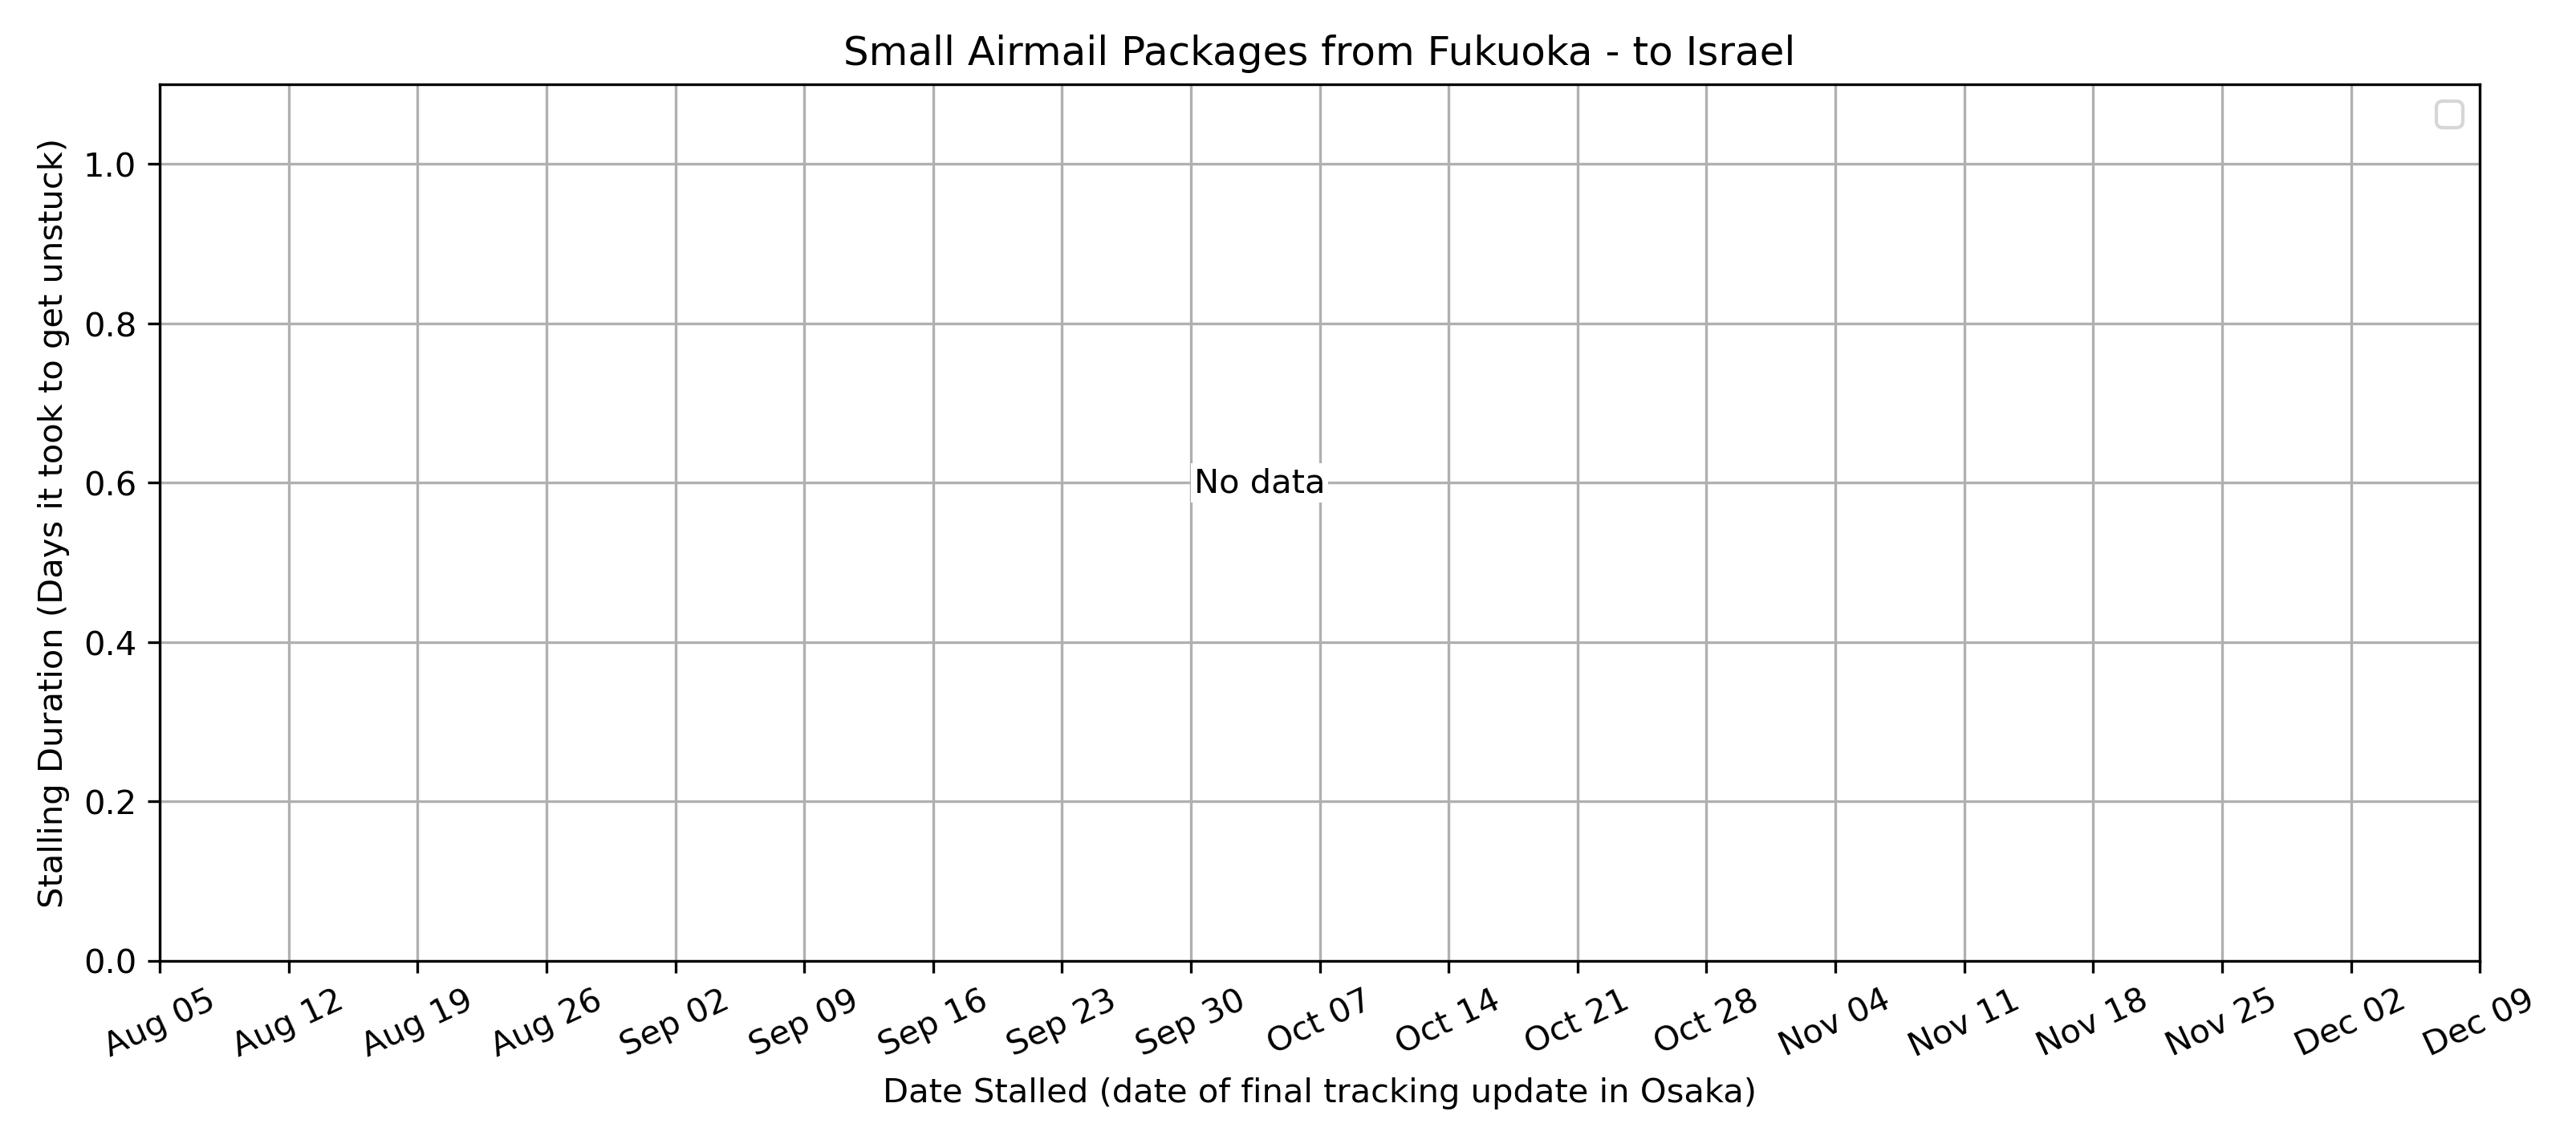 Small Airmail Packages from Fukuoka - to Israel
Stalling Duration (Days it took to get unstuck)
1.0
0.8
0.6
0.4
0.2
0.0
No data
Aug 05
Aug 12
Aug 19
Aug 26
Sep 02
Sep 09
Sep 16
Sep 23
Sep 30
Oct 07
Oct 14
Oct 21
Oct 28
Nov 04
Nov 11
Nov 18
Nov 25
Dec 02
Dec 09
Date Stalled (date of final tracking update in Osaka)